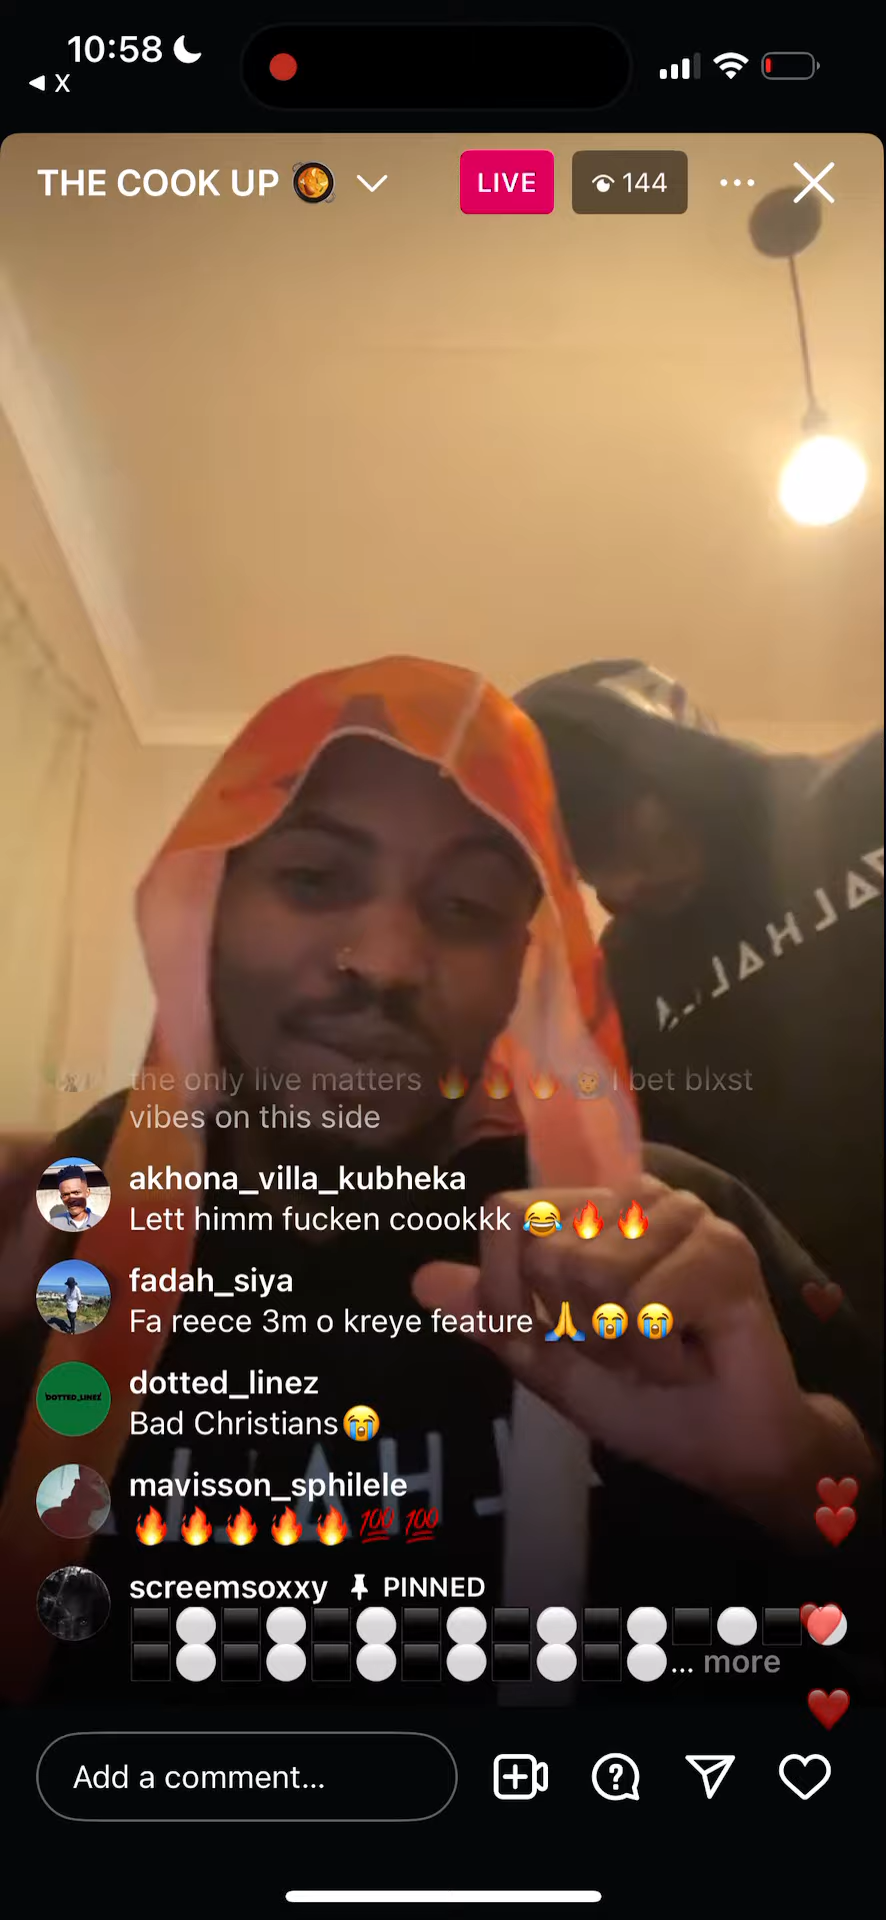 10:58
X
THE COOK UP 🥘
LIVE
144
the only live matters 🔥🔥🔥 I bet blxst
vibes on this side
akhona_villa_kubheka
Lett himm fucken coookkk 😂🔥🔥
fadah_siya
Fa reece 3m o kreye feature 🙏😭😭
DOTTED_LINEZ
dotted_linez
Bad Christians😭
mavisson_sphilele
🔥🔥🔥🔥🔥💯💯
screemsoxxy PINNED
⬛⚪⬛⚪⬛⚪⬛⚪⬛⚪⬛⚪⬛⚪⬛⚪
⬛⚪⬛⚪⬛⚪⬛⚪⬛⚪⬛⚪... more
Add a comment...